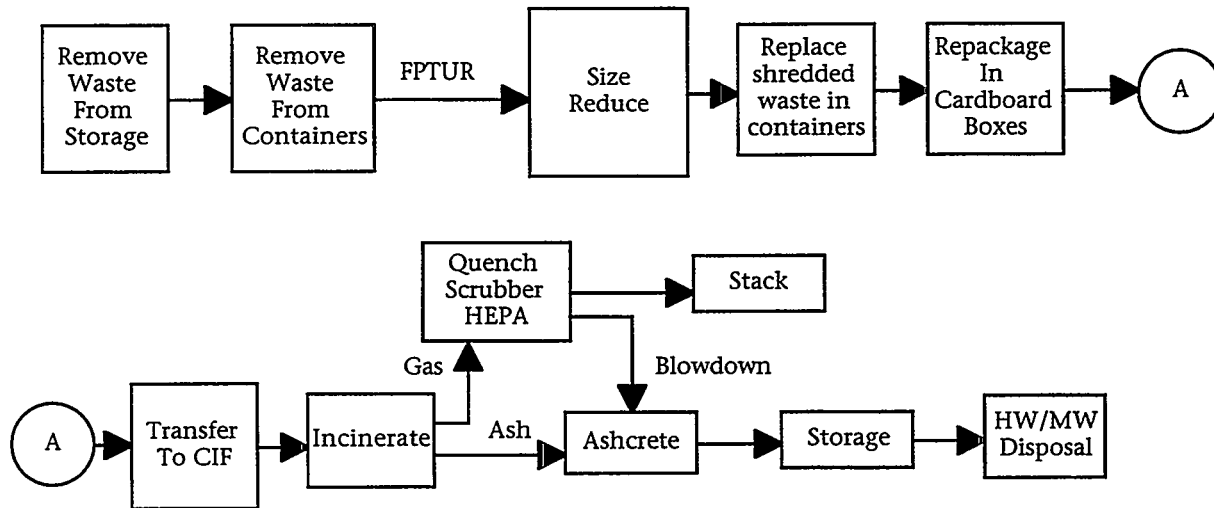 Remove
Waste
From
Storage
Remove
Waste
From
Containers
FPTUR
Size
Reduce
Replace
shredded
waste in
containers
Repackage
In
Cardboard
Boxes
A
Quench
Scrubber
HEPA
Stack
Gas
Blowdown
A
Transfer
To CIF
Incinerate
Ash
Ashcrete
Storage
HW/MW
Disposal